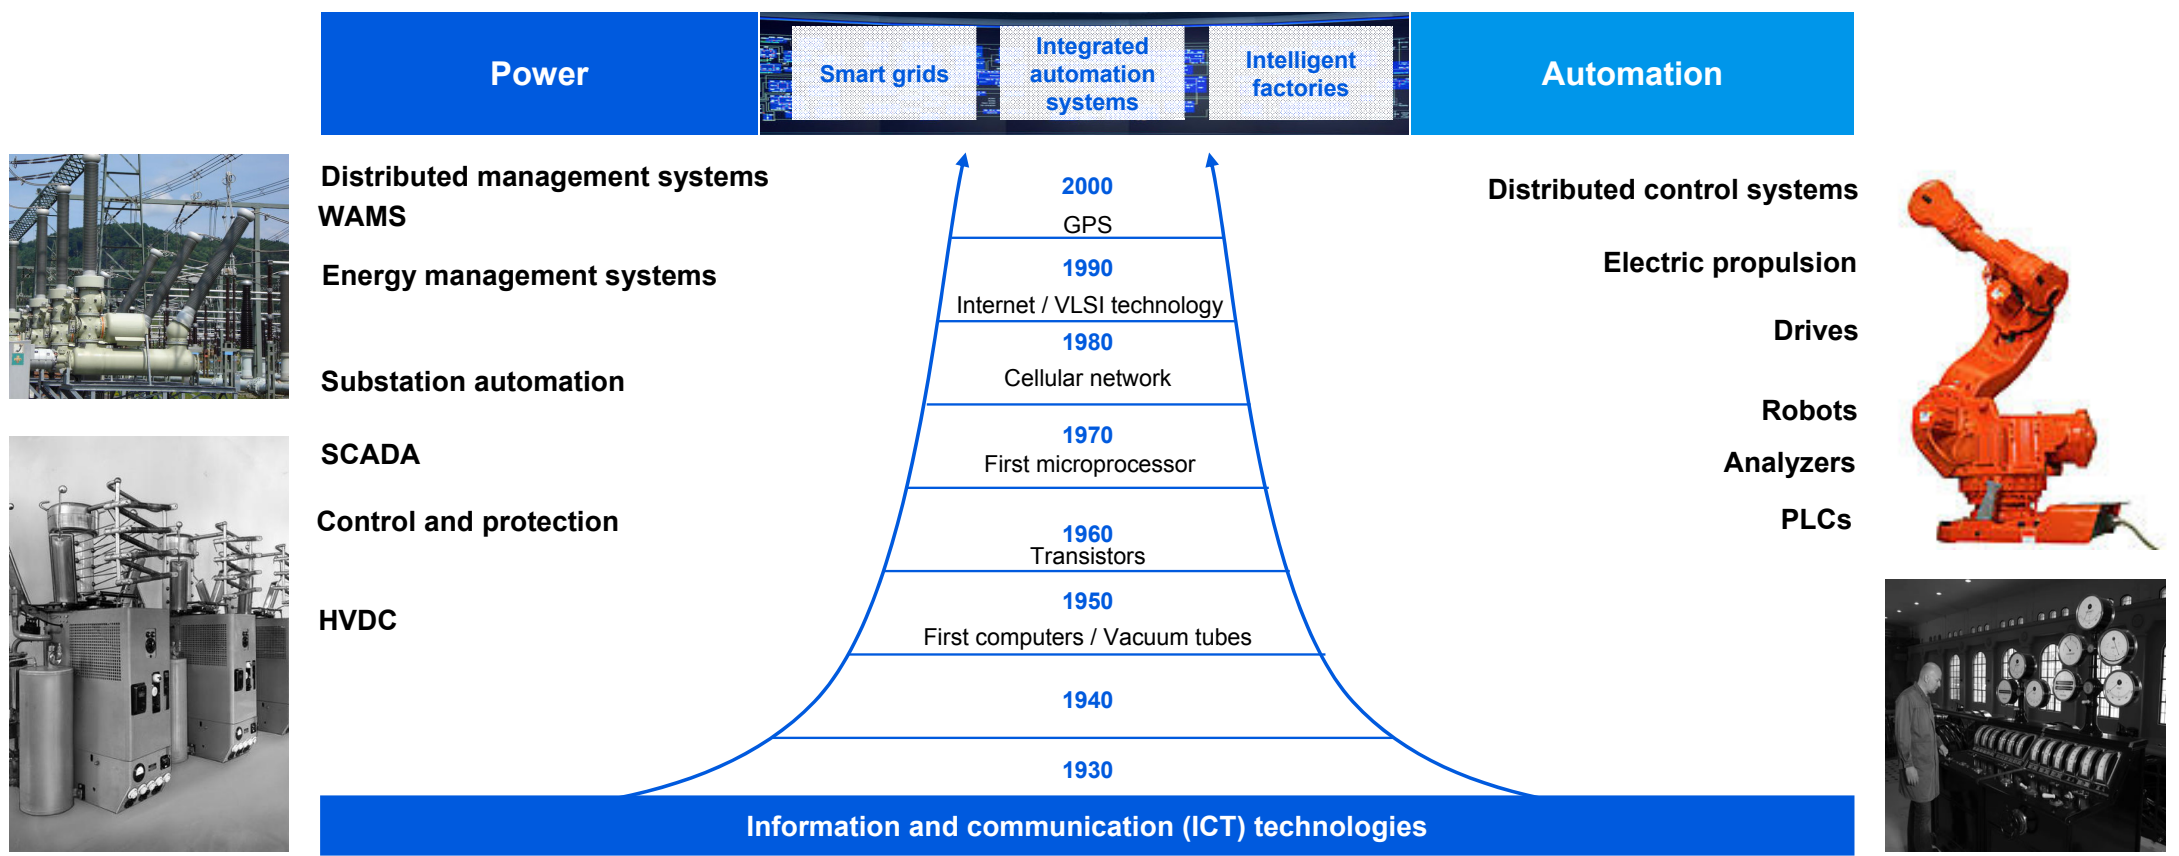 Power
Smart grids
Integrated
automation
systems
Intelligent
factories
Automation
Distributed management systems
WAMS
Energy management systems
Substation automation
SCADA
Control and protection
HVDC
2000
GPS
1990
Internet / VLSI technology
1980
Cellular network
1970
First microprocessor
1960
Transistors
1950
First computers / Vacuum tubes
1940
1930
Distributed control systems
Electric propulsion
Drives
Robots
Analyzers
PLCs
Information and communication (ICT) technologies